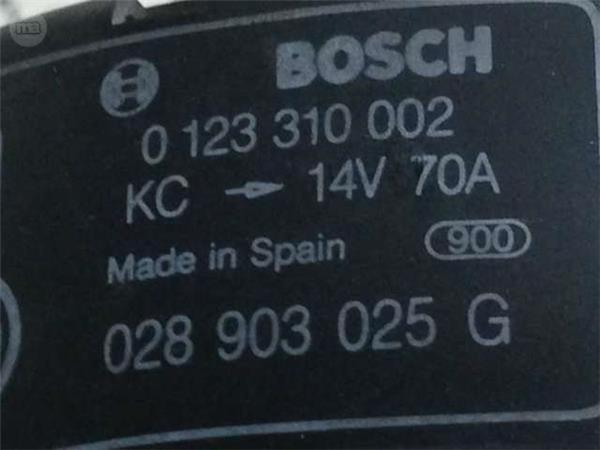 A
BOSCH
0 123 310 002
KC → 14V 70A
Made in Spain 900
028 903 025 G